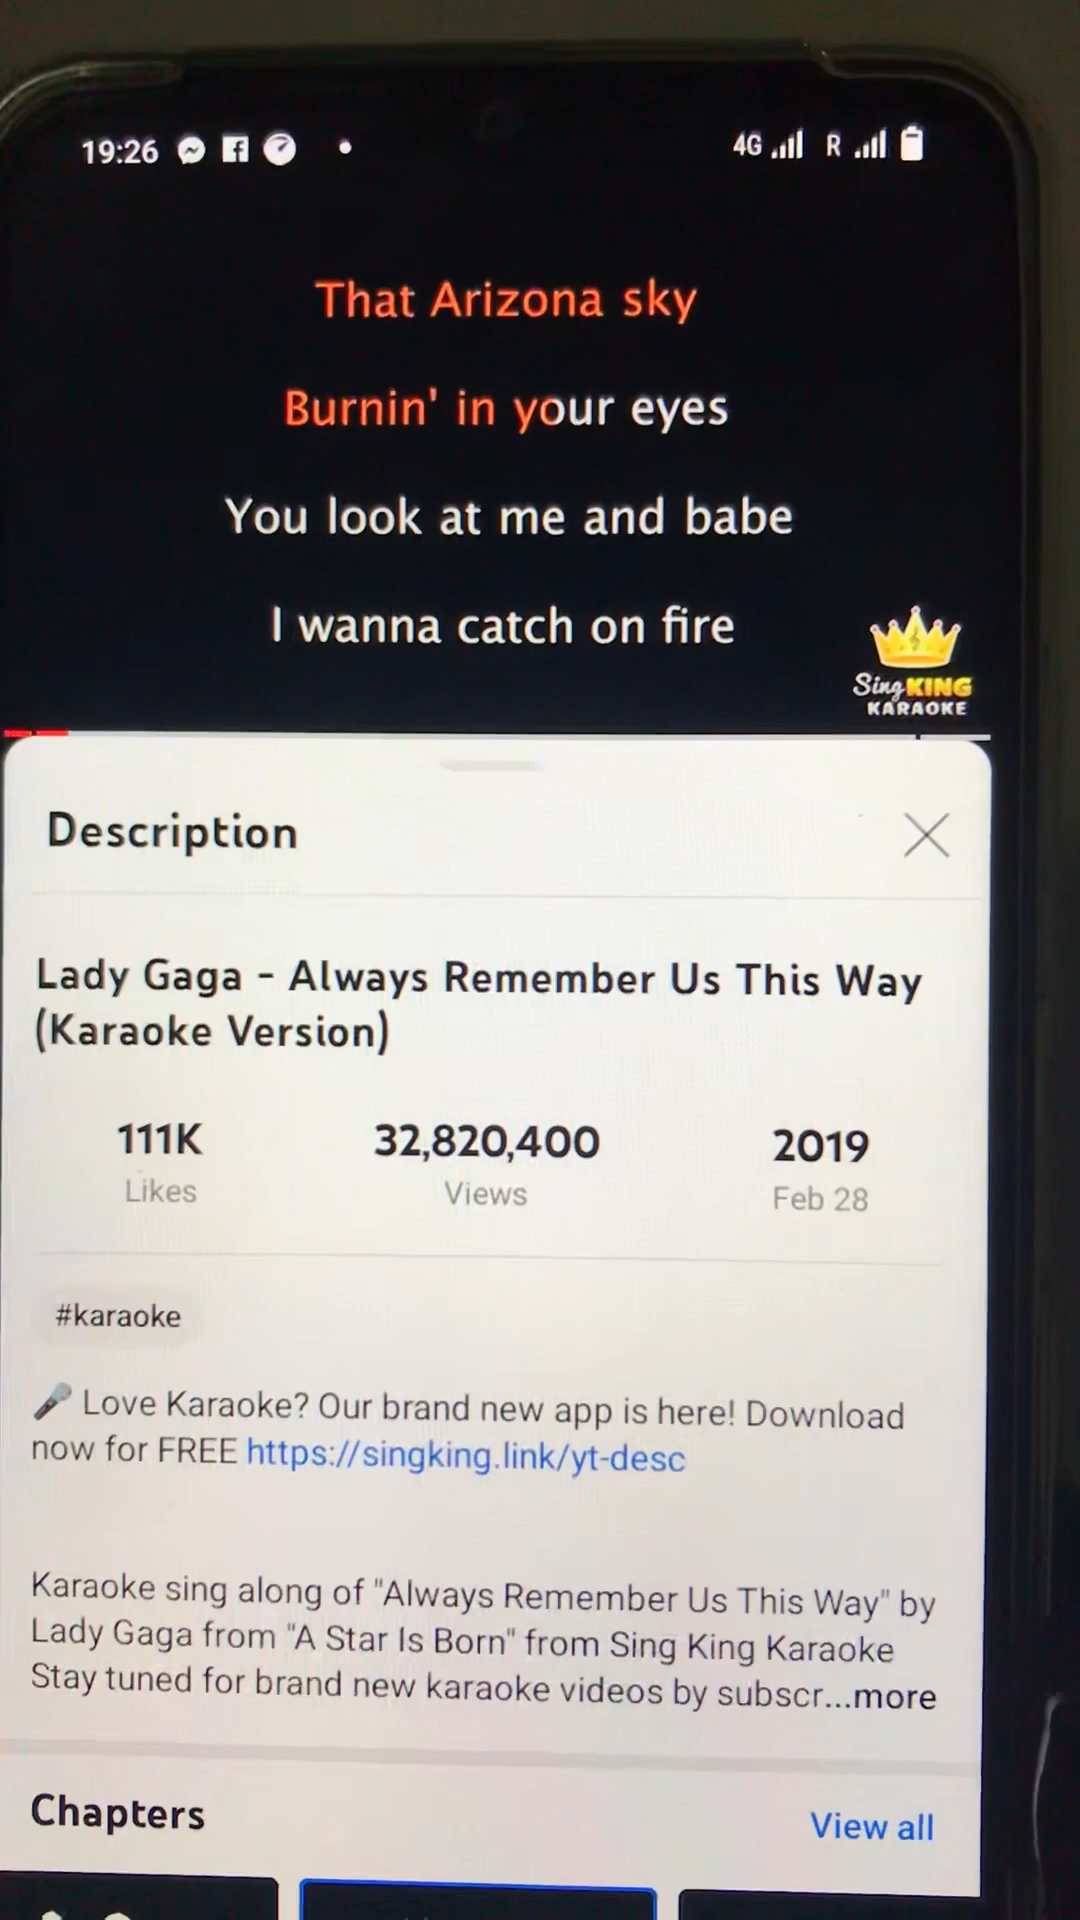 19:26
4G R
That Arizona sky
Burnin' in your eyes
You look at me and babe
I wanna catch on fire
Sing KING
KARAOKE
Description
Lady Gaga - Always Remember Us This Way
(Karaoke Version)
111K 32,820,400 2019
Likes Views Feb 28
#karaoke
Love Karaoke? Our brand new app is here! Download
now for FREE https://singking.link/yt-desc
Karaoke sing along of "Always Remember Us This Way" by
Lady Gaga from "A Star Is Born" from Sing King Karaoke
Stay tuned for brand new karaoke videos by subscr...more
Chapters View all